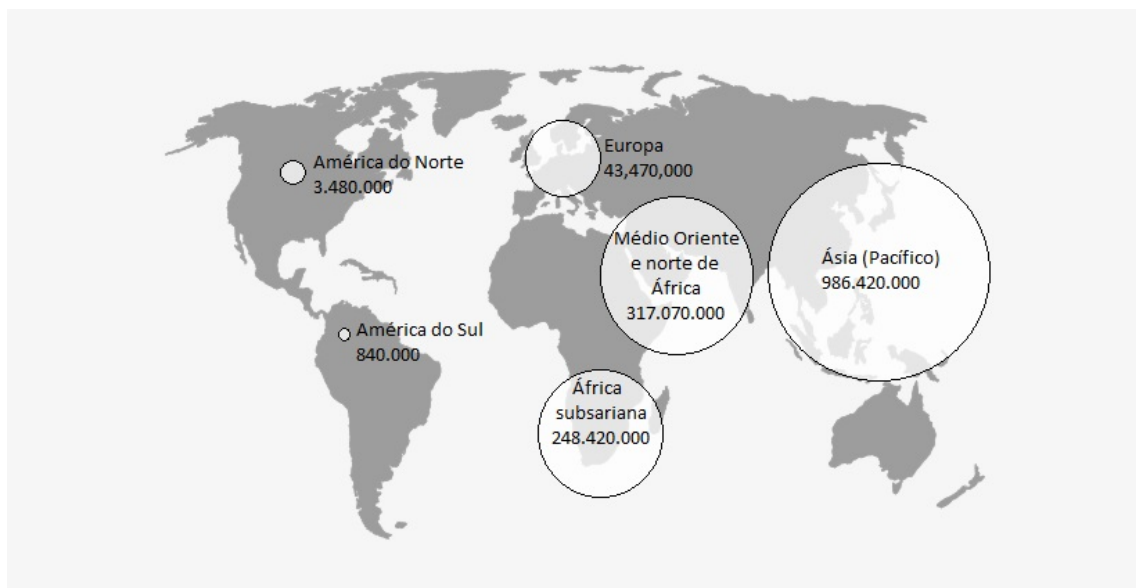 América do Norte
3.480.000
Europa
43,470,000
Médio Oriente
e norte de
África
317.070.000
Ásia (Pacífico)
986.420.000
América do Sul
840.000
África
subsariana
248.420.000